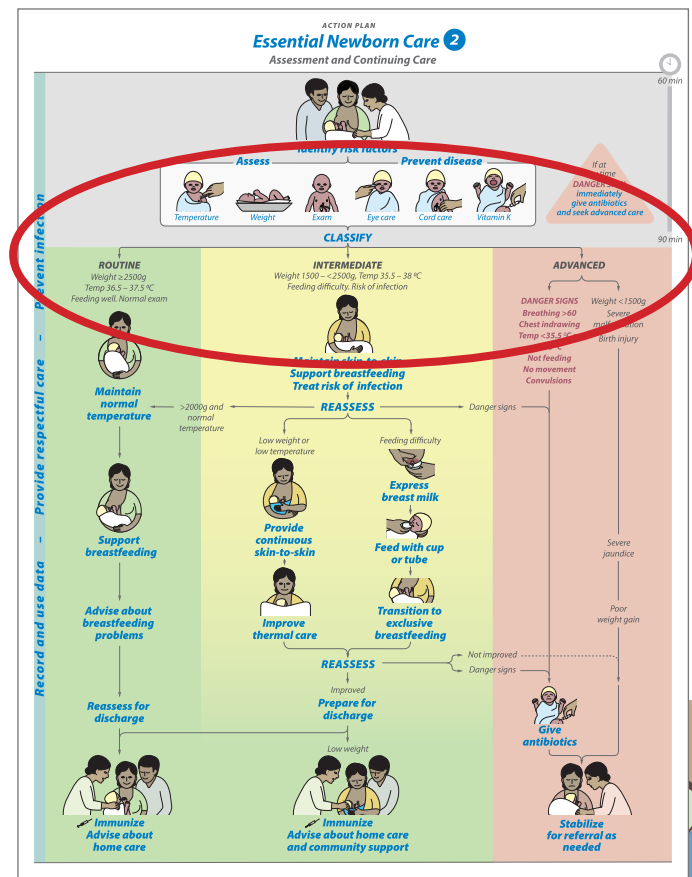 ACTION PLAN
Essential Newborn Care 2
Assessment and Continuing Care
60 min
Identify risk factors
Assess
Prevent disease
Temperature
Weight
Exam
Eye care
Cord care
Vitamin K
If at
time
DANGER
immediately
give antibiotics
and seek advanced care
CLASSIFY
90 min
ROUTINE
Weight ≥2500g
Temp 36.5 – 37.5 ºC
Feeding well. Normal exam
INTERMEDIATE
Weight 1500 – <2500g, Temp 35.5 – 38 ºC
Feeding difficulty. Risk of infection
ADVANCED
DANGER SIGNS
Breathing >60
Chest indrawing
Temp <35.5
Not feeding
No movement
Convulsions
Weight <1500g
Severe
Birth injury
Maintain skin-to-skin
Support breastfeeding
Treat risk of infection
Maintain
normal
temperature
>2000g and
normal
temperature
REASSESS
Danger signs
Low weight or
low temperature
Feeding difficulty
Express
breast milk
Support
breastfeeding
Provide
continuous
skin-to-skin
Feed with cup
or tube
Severe
jaundice
Advise about
breastfeeding
problems
Improve
thermal care
Transition to
exclusive
breastfeeding
Poor
weight gain
REASSESS
Not improved
Danger signs
Improved
Reassess for
discharge
Prepare for
discharge
Give
antibiotics
Low weight
Immunize
Advise about
home care
Immunize
Advise about home care
and community support
Stabilize
for referral as
needed
Record and use data – Provide respectful care – Prevent infection